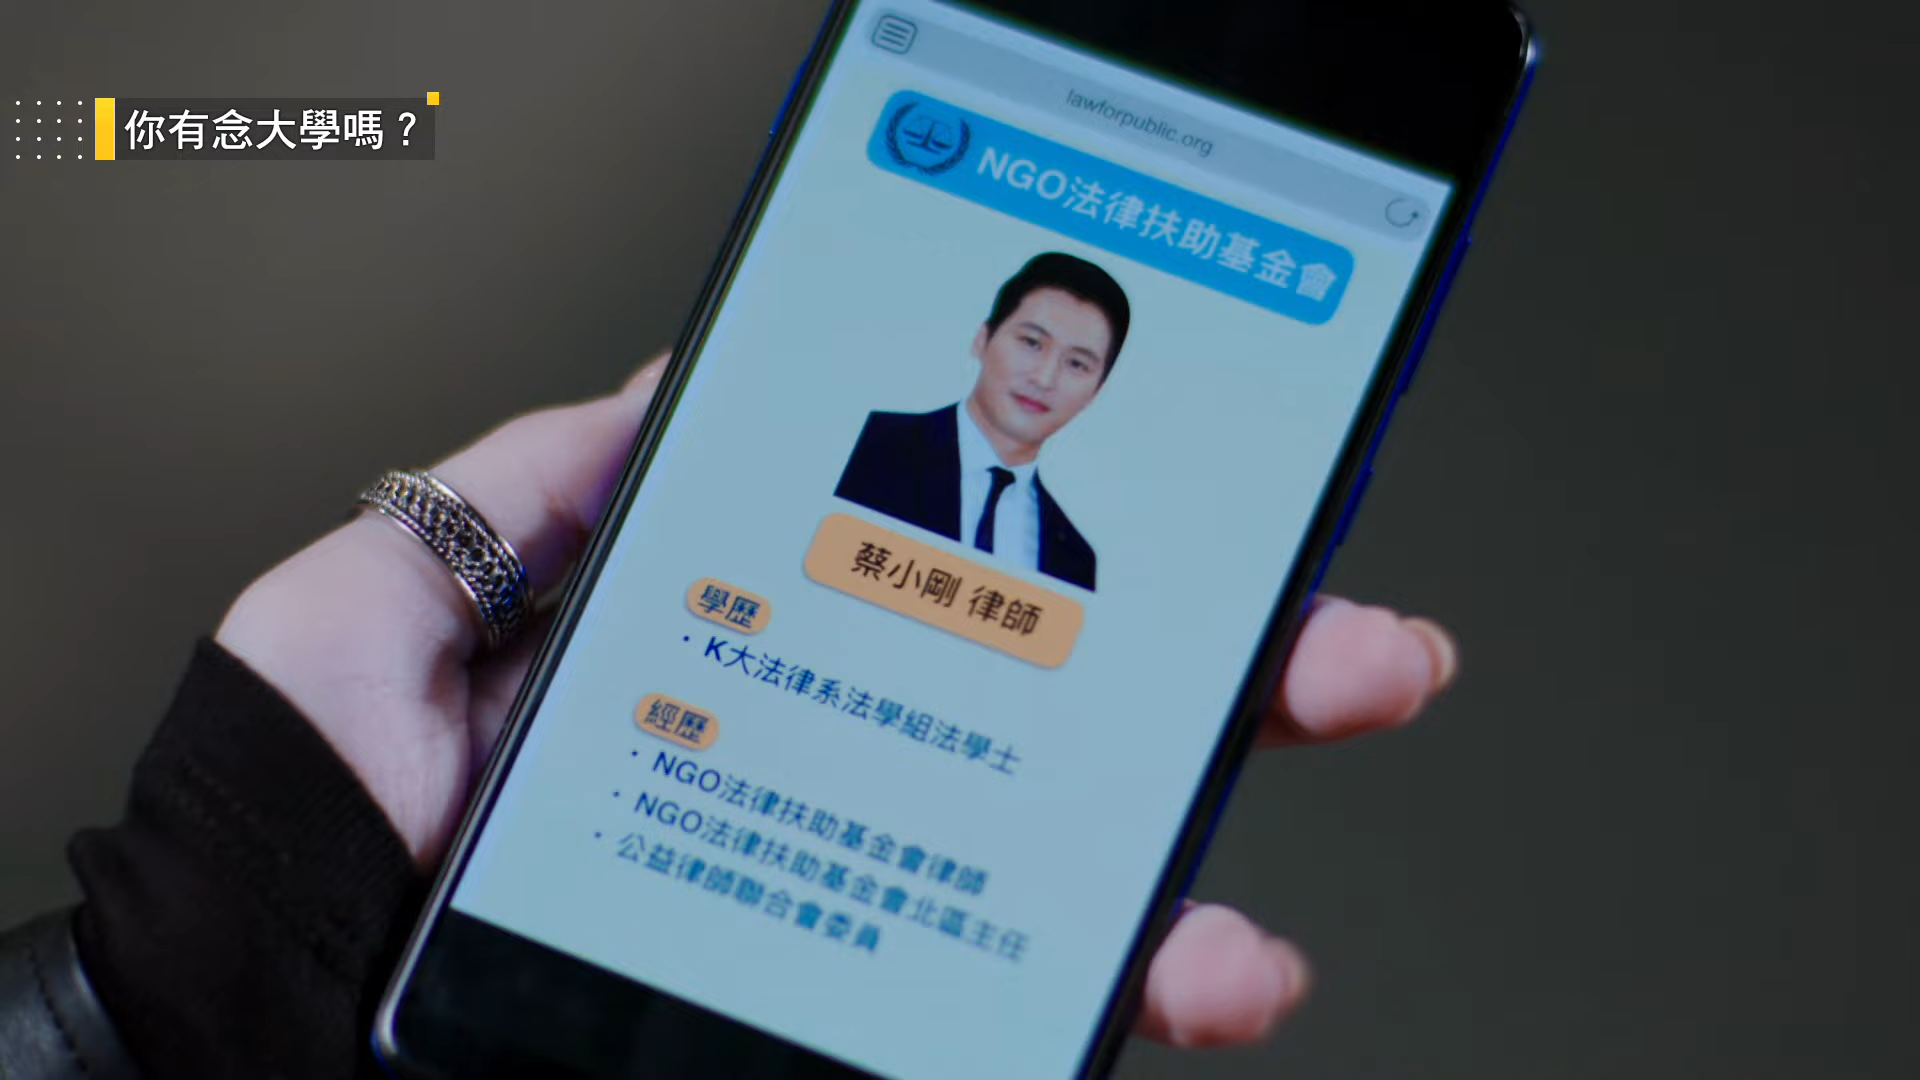 你有念大學嗎？
lawforpublic.org
NGO法律扶助基金會
蔡小剛 律師
學歷
• K大法律系法學組法學士
經歷
• NGO法律扶助基金會律師
• NGO法律扶助基金會北區主任
• 公益律師聯合會委員